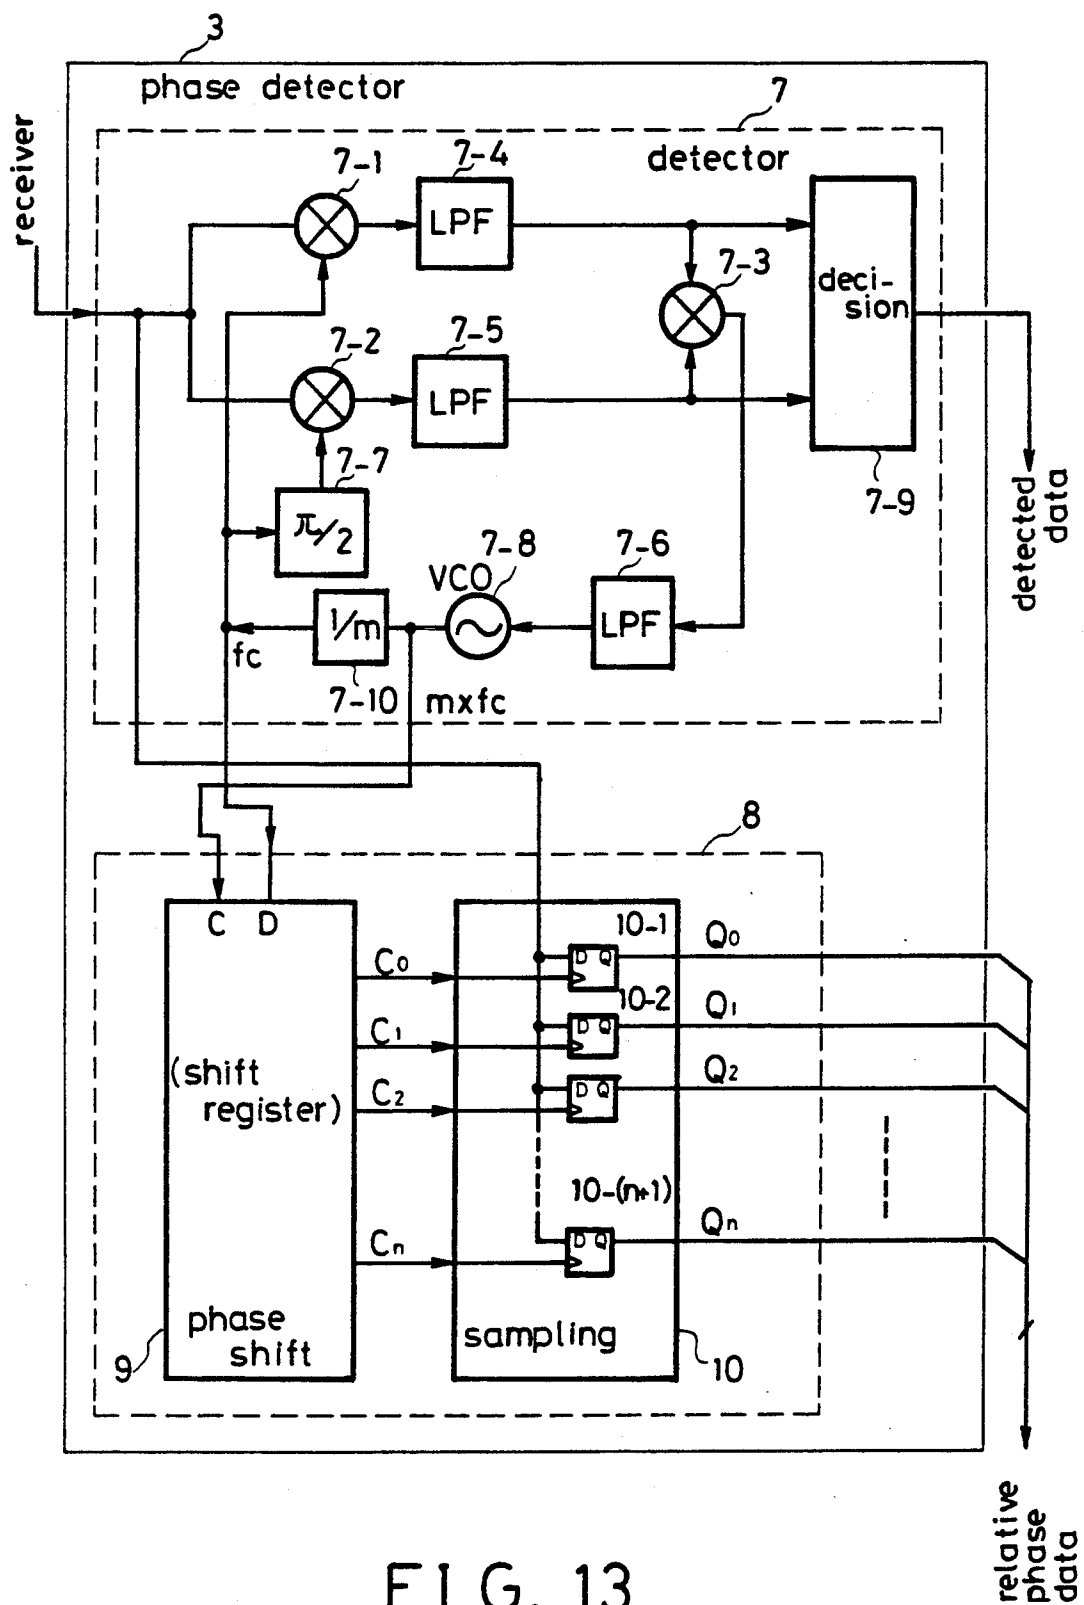 3
phase detector
receiver
7
detector
7-1
7-4
LPF
7-3
deci-
sion
7-2
7-5
LPF
7-9
7-7
π/2
detected
data
7-8
7-6
VCO
1/m
LPF
fc
7-10
mxfc
8
C D
10-1
Q0
D Q
C0
10-2
Q1
D Q
C1
(shift
register)
Q2
D Q
C2
10-(n+1)
Qn
D Q
Cn
phase
shift
sampling
9
10
relative
phase
data
FIG. 13